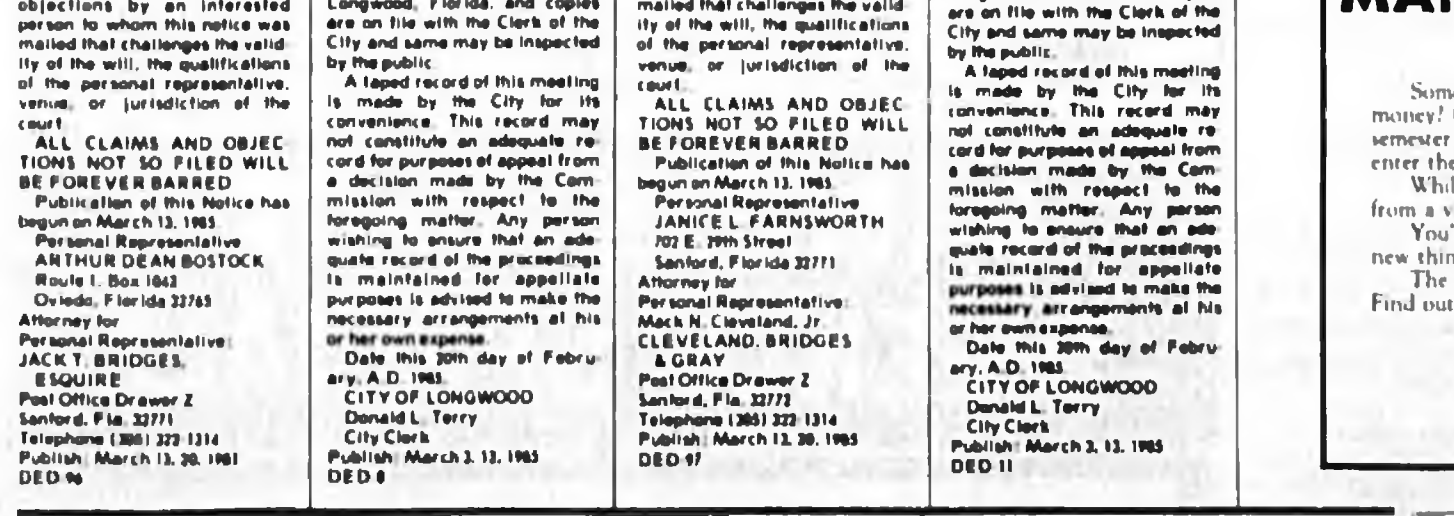 objections by an interested
person to whom this notice was
mailed that challenges the valid-
ity of the will, the qualifications
of the personal representative,
venue, or jurisdiction of the
court.
ALL CLAIMS AND OBJEC-
TIONS NOT SO FILED WILL
BE FOREVER BARRED
Publication of this Notice has
begun on March 13, 1985.
Personal Representative
ARTHUR DEAN BOSTOCK
Route 1, Box 1042
Oviedo, Florida 32765
Attorney for
Personal Representative:
JACK T. BRIDGES,
ESQUIRE
Post Office Drawer Z
Sanford, Fla. 32771
Telephone (305) 322-1314
Publish: March 13, 20, 1981
DED 96
Longwood, Florida, and copies
are on file with the Clerk of the
City and same may be inspected
by the public.
A taped record of this meeting
is made by the City for its
convenience. This record may
not constitute an adequate re-
cord for purposes of appeal from
a decision made by the Com-
mission with respect to the
foregoing matter. Any person
wishing to ensure that an ade-
quate record of the proceedings
is maintained for appellate
purposes is advised to make the
necessary arrangements at his
or her own expense.
Date this 20th day of Febru-
ary, A.D. 1985.
CITY OF LONGWOOD
Donald L. Terry
City Clerk
Publish: March 3, 13, 1985
DED 8
mailed that challenges the valid-
ity of the will, the qualifications
of the personal representative,
venue, or jurisdiction of the
court.
ALL CLAIMS AND OBJEC-
TIONS NOT SO FILED WILL
BE FOREVER BARRED
Publication of this Notice has
begun on March 13, 1985.
Personal Representative
JANICE L. FARNSWORTH
702 E. 29th Street
Sanford, Florida 32771
Attorney for
Personal Representative:
Mack N. Cleveland, Jr.
CLEVELAND, BRIDGES
& GRAY
Post Office Drawer Z
Sanford, Fla. 32772
Telephone (305) 322-1314
Publish: March 13, 20, 1985
DED 97
are on file with the Clerk of the
City and same may be inspected
by the public.
A taped record of this meeting
is made by the City for its
convenience. This record may
not constitute an adequate re-
cord for purposes of appeal from
a decision made by the Com-
mission with respect to the
foregoing matter. Any person
wishing to ensure that an ade-
quate record of the proceedings
is maintained for appellate
purposes is advised to make the
necessary arrangements at his
or her own expense.
Date this 20th day of Febru-
ary, A.D. 1985.
CITY OF LONGWOOD
Donald L. Terry
City Clerk
Publish: March 3, 13, 1985
DED 11
money?
semester
enter the
from a
new
The
Find out